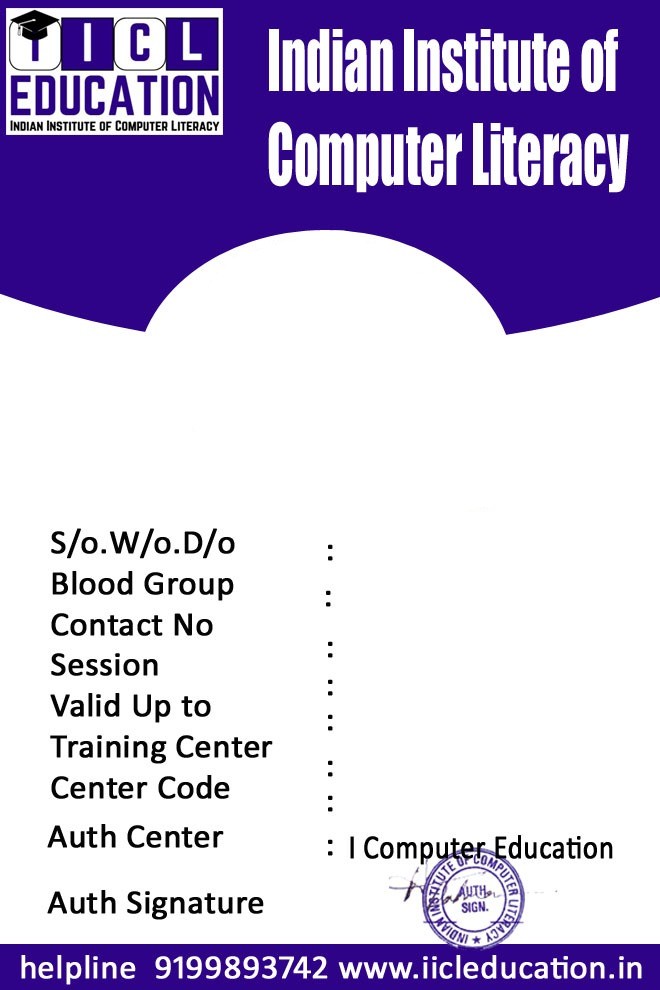 I I C L
EDUCATION
INDIAN INSTITUTE OF COMPUTER LITERACY
Indian Institute of
Computer Literacy
S/o.W/o.D/o :
Blood Group :
Contact No :
Session :
Valid Up to :
Training Center :
Center Code :
Auth Center : I Computer Education
Auth Signature
INDIAN INSTITUTE OF COMPUTER LITERACY ★
AUTH.
SIGN.
helpline 9199893742 www.iicleducation.in